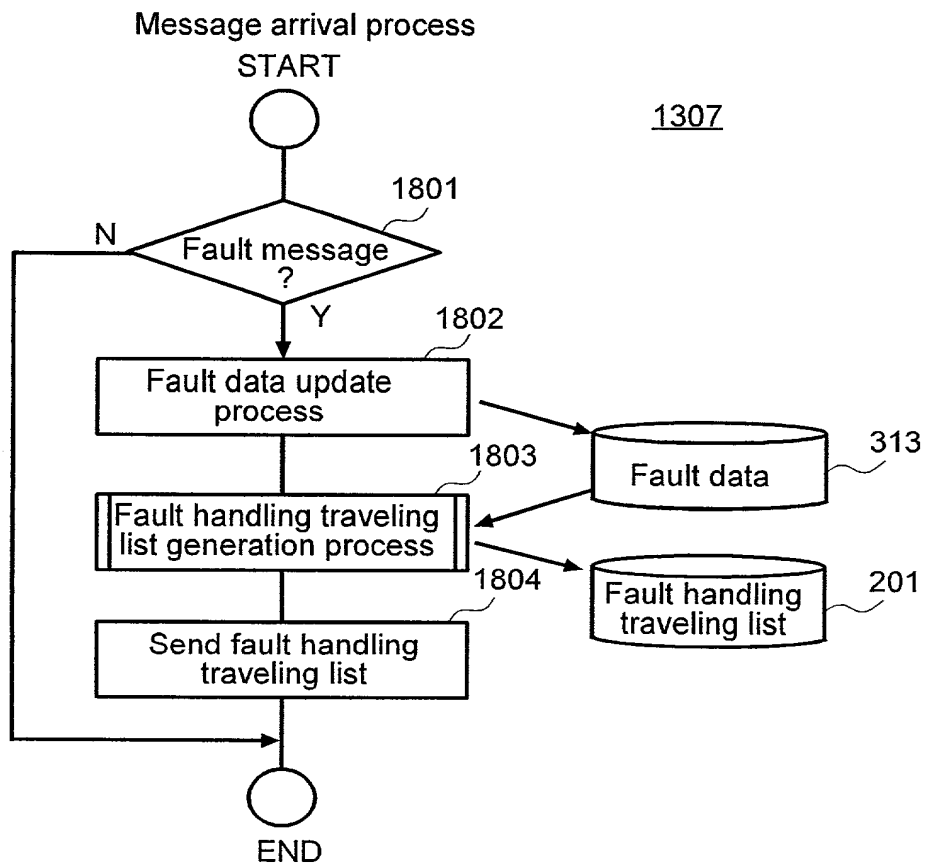 Message arrival process
START
1307
1801
N
Fault message
?
Y
1802
Fault data update
process
313
Fault data
1803
Fault handling traveling
list generation process
201
Fault handling
traveling list
1804
Send fault handling
traveling list
END